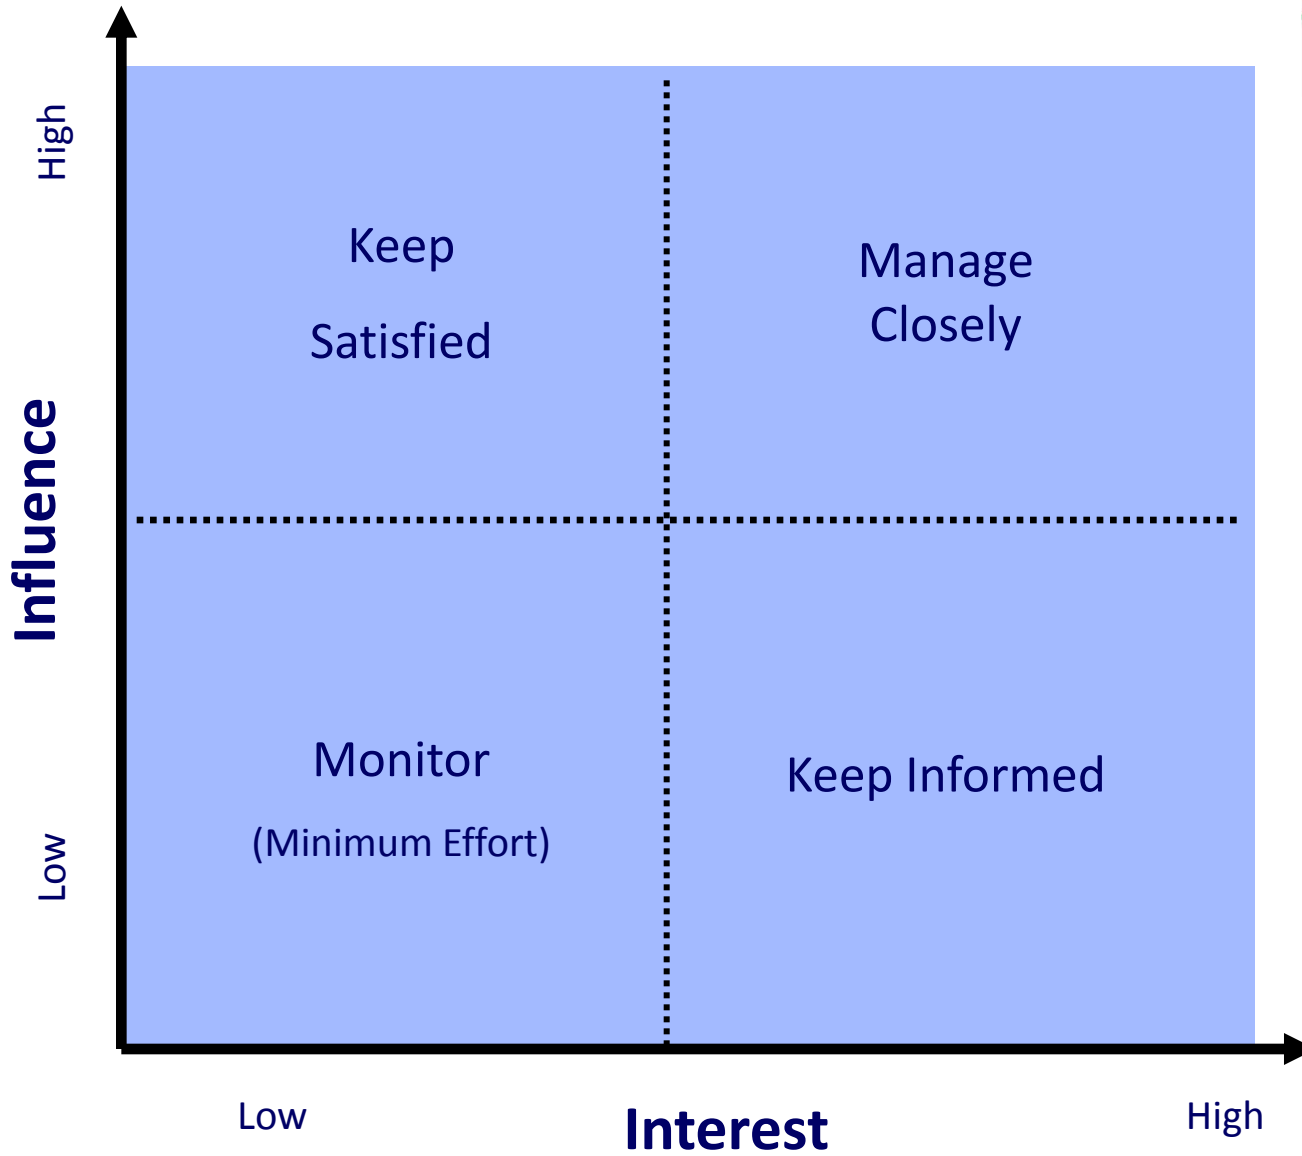 High
Keep
Satisfied
Manage
Closely
Influence
Monitor
(Minimum Effort)
Keep Informed
Low
Low
Interest
High